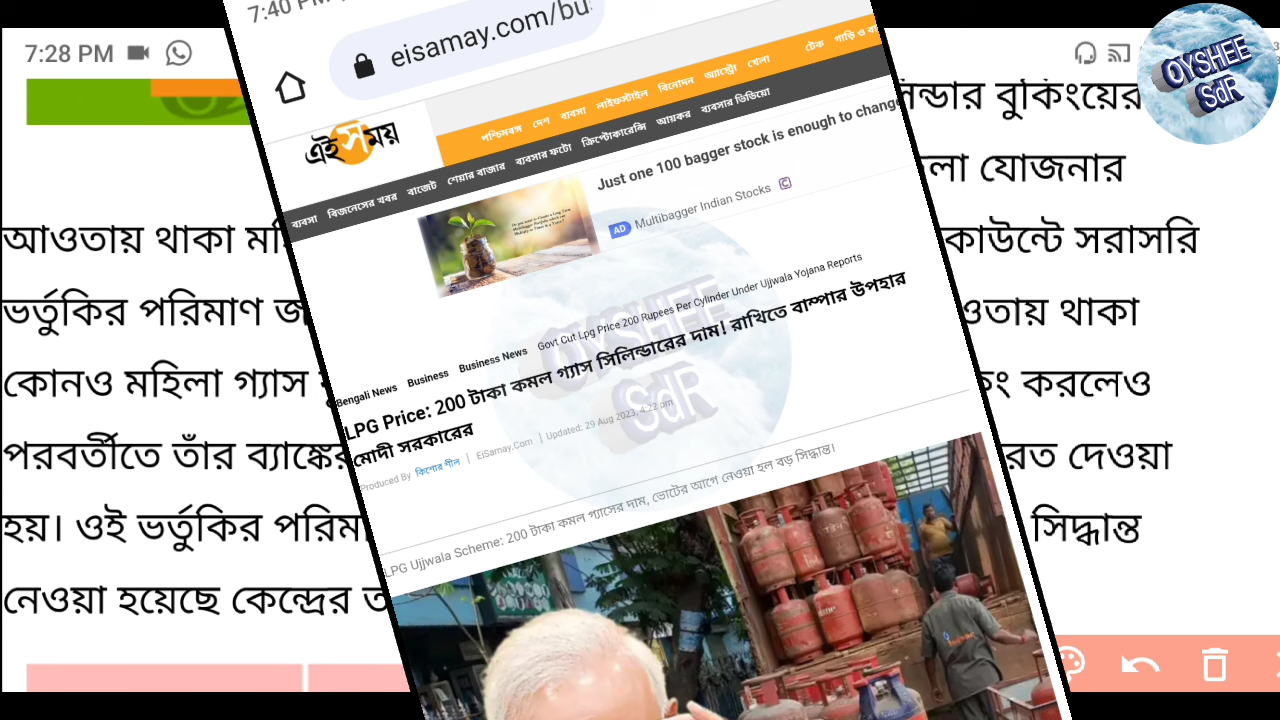 7:28 PM
7:40 PM
eisamay.com/bu
OYSHEE
SdR
এই সময়
পশ্চিমবঙ্গ দেশ ব্যবসা লাইফস্টাইল বিনোদন অ্যাস্ট্রো খেলা টেক গাড়ি ও
ব্যবসা বিজনেসের খবর বাজেট শেয়ার বাজার ব্যবসার ফটো ক্রিপ্টোকারেন্সি আয়কর ব্যবসার ভিডিয়ো
Just one 100 bagger stock is enough to change
AD Multibagger Indian Stocks
OYSHEE
SdR
Bengali News Business Business News Govt Cut Lpg Price 200 Rupees Per Cylinder Under Ujjwala Yojana Reports
LPG Price: 200 টাকা কমল গ্যাস সিলিন্ডারের দাম! রাখিতে বাম্পার উপহার
মোদী সরকারের
Produced By কিশোর শীল | EiSamay.Com | Updated: 29 Aug 2023, 4:22 pm
LPG Ujjwala Scheme: 200 টাকা কমল গ্যাসের দাম, ভোটের আগে নেওয়া হল বড় সিদ্ধান্ত।
সিন্ডার বুকিংয়ের
লা যোজনার
আওতায় থাকা কাউন্টে সরাসরি
ভর্তুকির পরিমাণ ওতায় থাকা
কোনও মহিলা গ্যাস কিং করলেও
পরবর্তীতে তাঁর ব্যাঙ্কের রত দেওয়া
হয়। ওই ভর্তুকির সিদ্ধান্ত
নেওয়া হয়েছে কেন্দ্রের